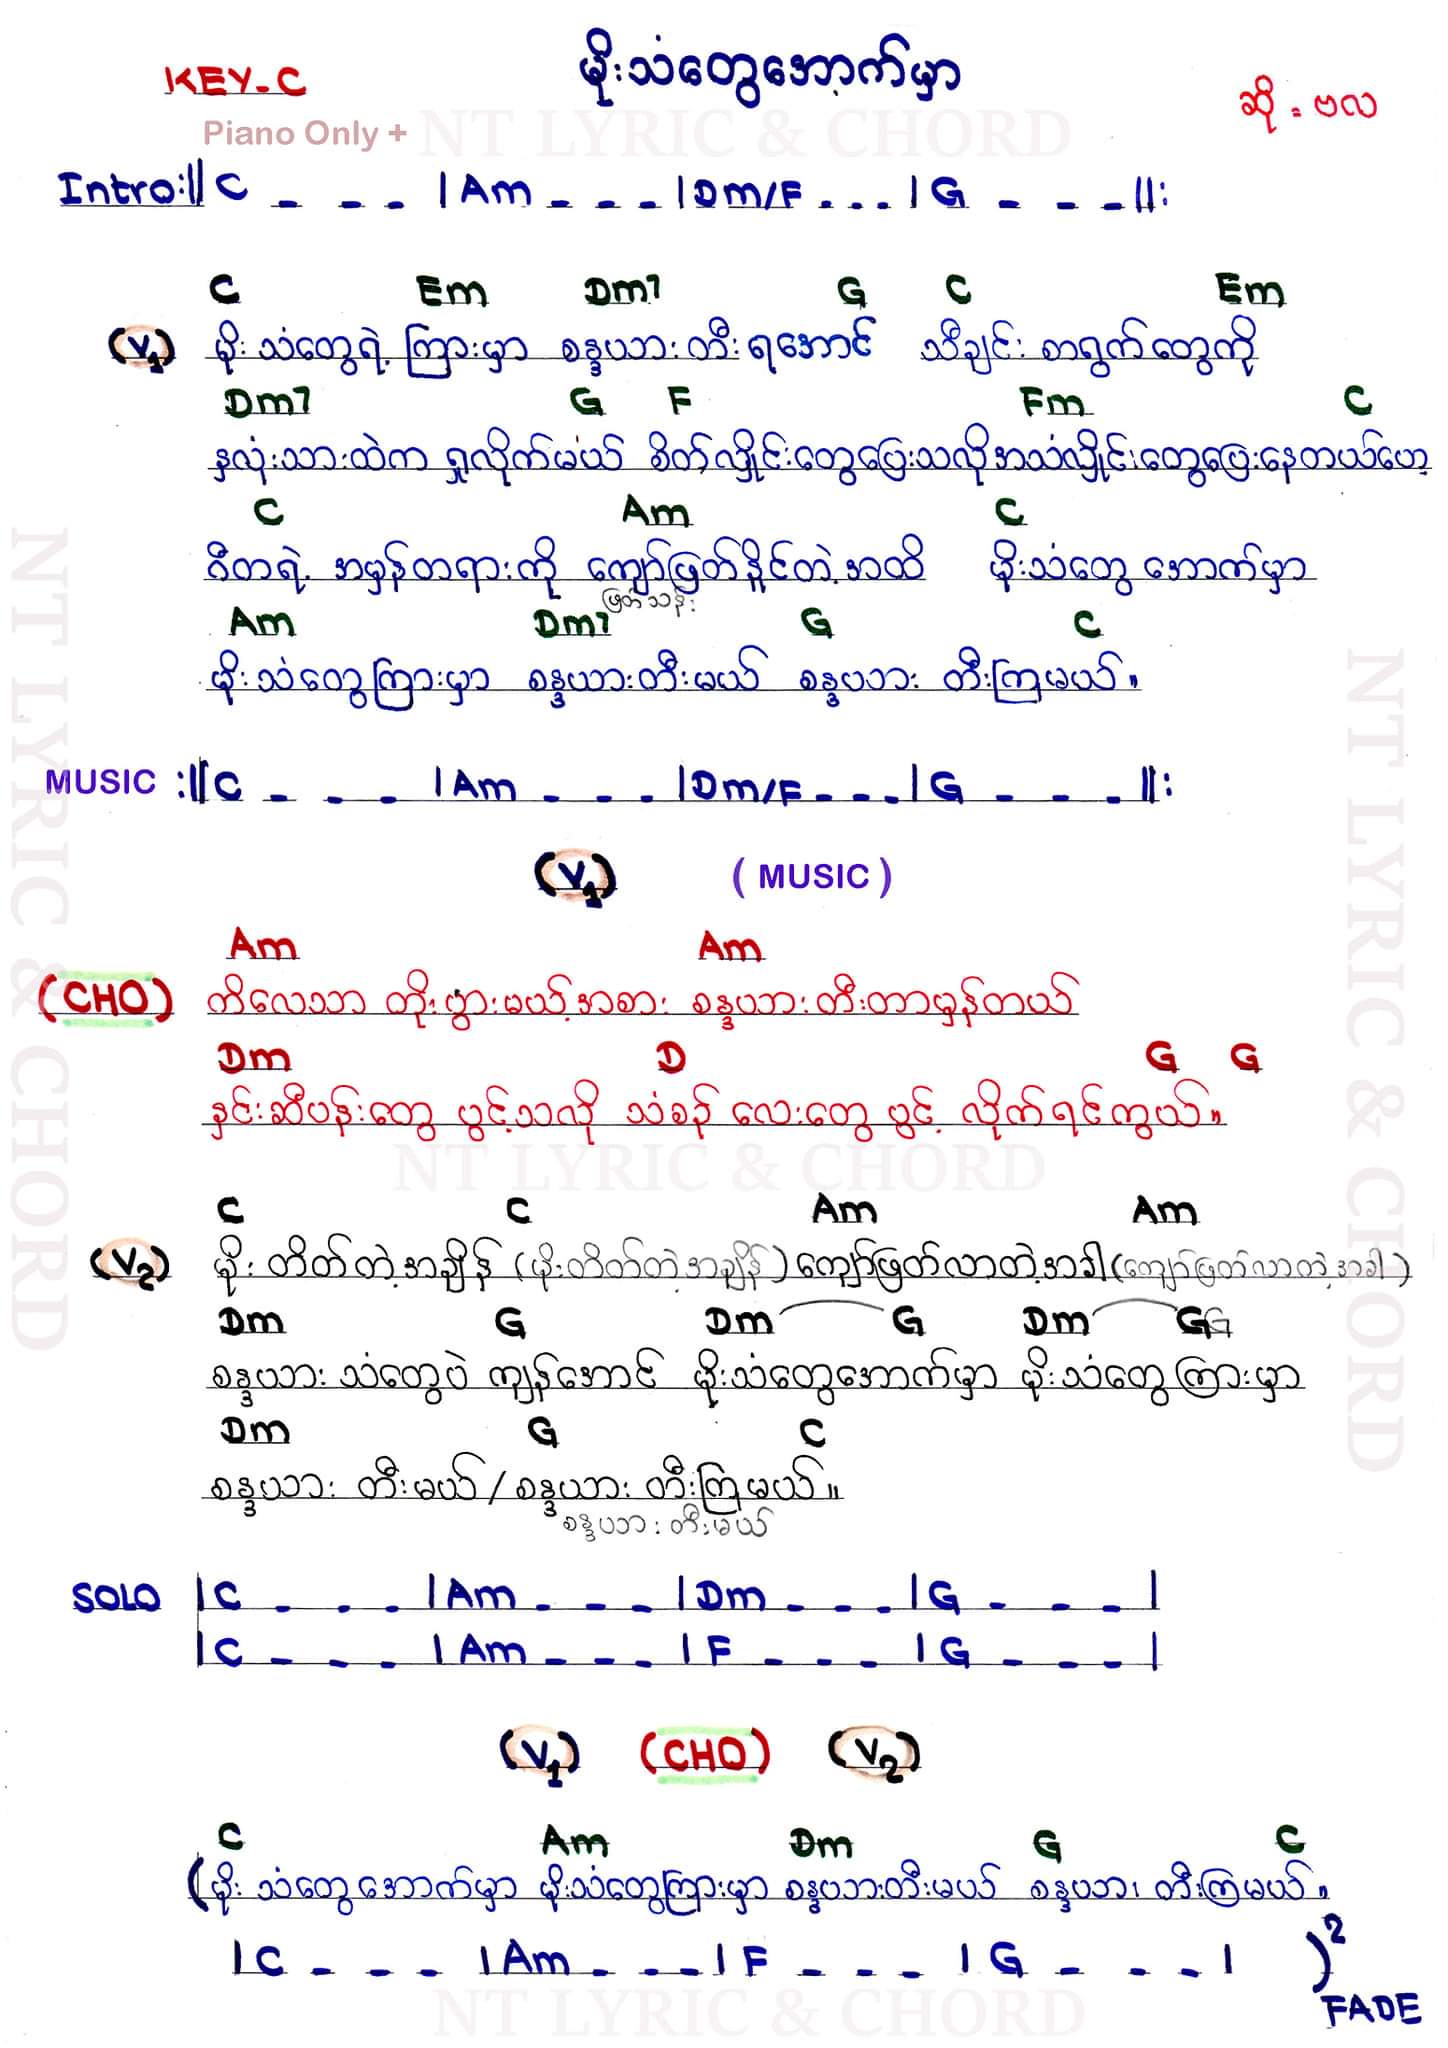 KEY-C
မိုးသံတွေအောက်မှာ
ဆို - ဗလ
Piano Only +
NT LYRIC & CHORD
Intro:|| C - - - | Am - - - | Dm/F - - - | G - - - ||:
C Em Dm7 G C Em
(V1) မိုးသံတွေရဲ့ ကြားမှာ စန္ဒယားတီးရအောင် သီချင်းစာရွက်တွေကို
Dm7 G F Fm C
နှလုံးသားထဲက ရှုလိုက်မယ် စိတ်လှိုင်းတွေပြေးသလိုအသံလှိုင်းတွေပြေးနေတယ်ဟေ့
C Am C
ဂီတရဲ့ အမှန်တရားကို ကျော်ဖြတ်နိုင်တဲ့အထိ မိုးသံတွေ အောက်မှာ
ဖြတ်သန်း
Am Dm7 G C
မိုးသံတွေကြားမှာ စန္ဒယားတီးမယ် စန္ဒယား တီးကြမယ်။
MUSIC :|| C - - - | Am - - - | Dm/F - - - | G - - - ||:
(V1) ( MUSIC )
Am Am
(CHO) ကိလေသာ တိုးပွားမယ့်အစား စန္ဒယားတီးတာမှန်တယ်
Dm D G G
နှင်းဆီပန်းတွေ ပွင့်သလို သံစဉ် လေးတွေ ပွင့် လိုက်ရင်ကွယ်။
NT LYRIC & CHORD
C C Am Am
(V2) မိုး တိတ်တဲ့အချိန် (မိုးတိတ်တဲ့အချိန်) ကျော်ဖြတ်လာတဲ့အခါ (ကျော်ဖြတ်လာတဲ့အခါ)
Dm G Dm G Dm G G
စန္ဒယား သံတွေပဲ ကျန်အောင် မိုးသံတွေအောက်မှာ မိုးသံတွေကြားမှာ
Dm G C
စန္ဒယား တီးမယ် / စန္ဒယား တီးကြမယ်။
စန္ဒယား တီးမယ်
SOLO | C - - - | Am - - - | Dm - - - | G - - - |
| C - - - | Am - - - | F - - - | G - - - |
(V1) (CHO) (V2)
C Am Dm G C
(မိုးသံတွေအောက်မှာ မိုးသံတွေကြားမှာ စန္ဒယားတီးမယ် စန္ဒယား တီးကြမယ်။
| C - - - | Am - - - | F - - - | G - - - | )2
FADE
NT LYRIC & CHORD
NT LYRIC & CHORD
NT LYRIC & CHORD